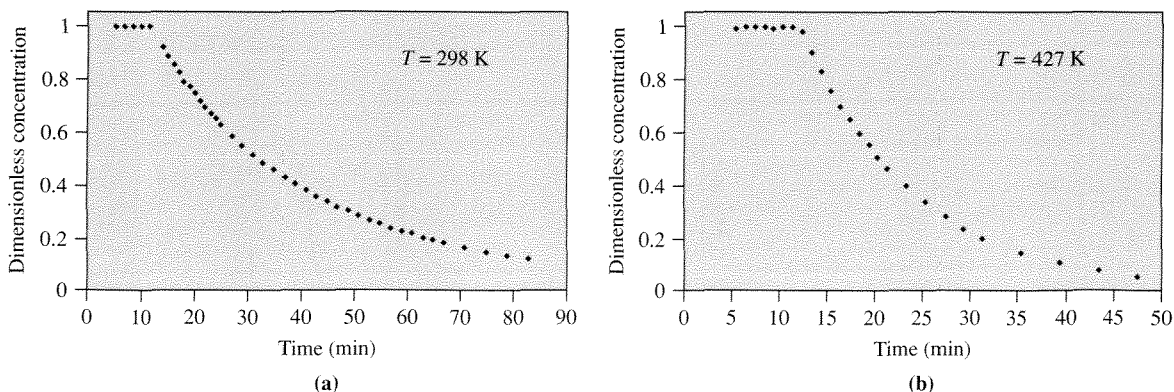 Dimensionless concentration
1
0.8
0.6
0.4
0.2
0
T = 298 K
0 10 20 30 40 50 60 70 80 90
Time (min)
(a)
Dimensionless concentration
1
0.8
0.6
0.4
0.2
0
T = 427 K
0 5 10 15 20 25 30 35 40 45 50
Time (min)
(b)